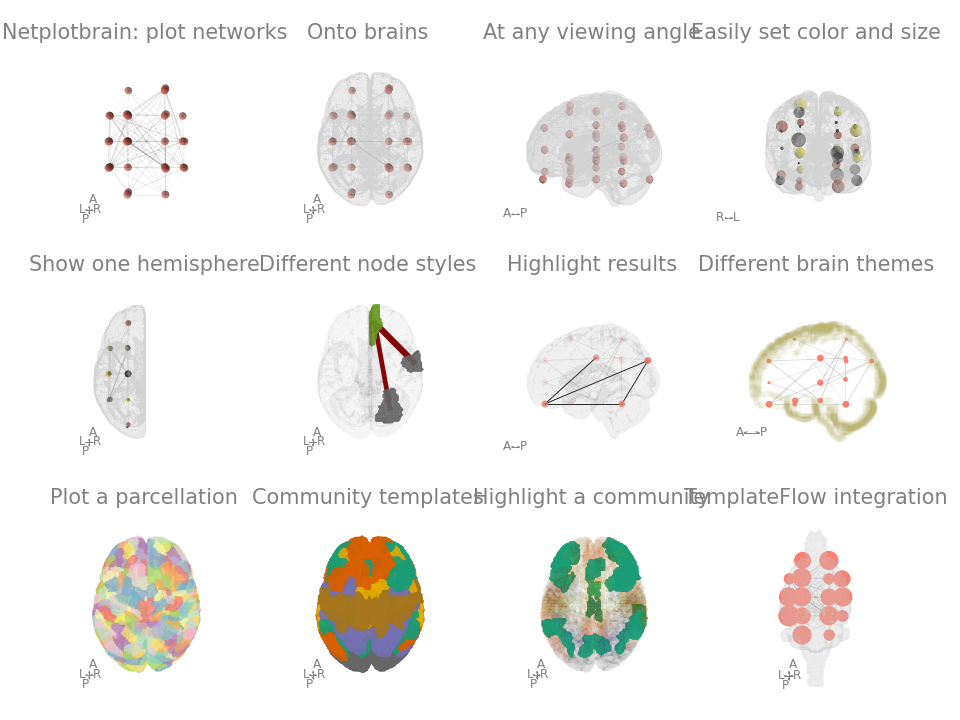 Netplotbrain: plot networks
Onto brains
At any viewing angle
Easily set color and size
A
L R
P
A
L R
P
A P
R L
Show one hemisphere
Different node styles
Highlight results
Different brain themes
A
L R
P
A
L R
P
A P
A P
Plot a parcellation
Community templates
Highlight a community
TemplateFlow integration
A
L R
P
A
L R
P
A
L R
P
A
L R
P